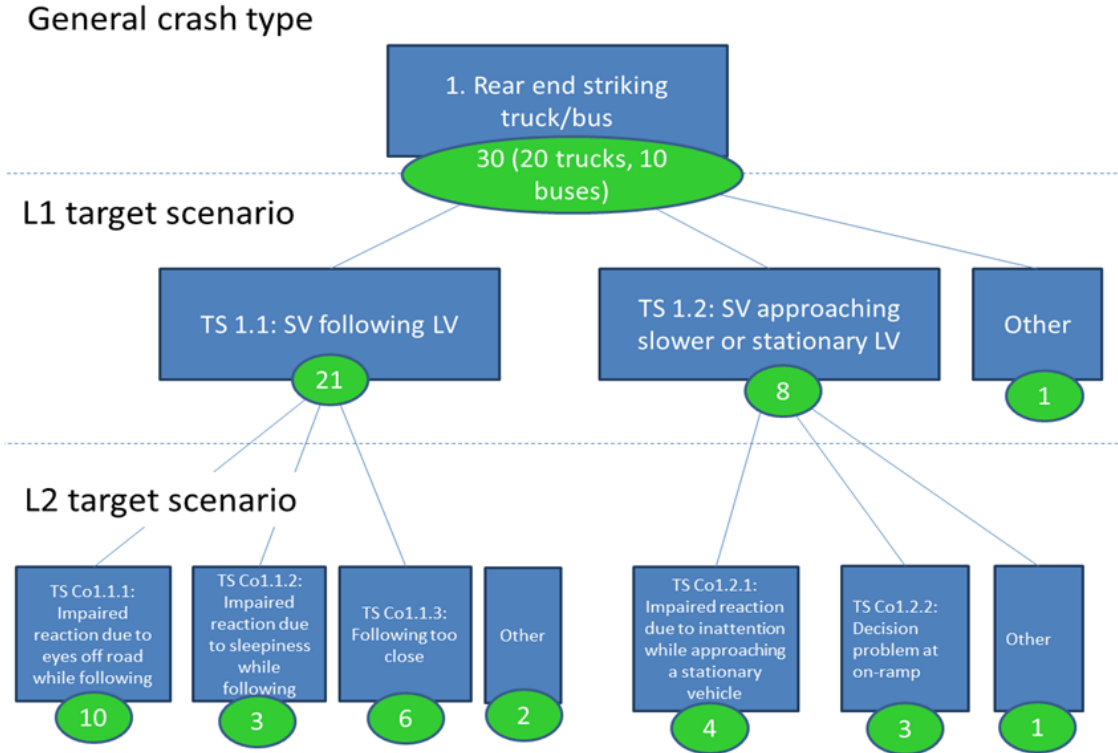 General crash type
1. Rear end striking
truck/bus
30 (20 trucks, 10
buses)
L1 target scenario
TS 1.1: SV following LV
21
TS 1.2: SV approaching
slower or stationary LV
8
Other
1
L2 target scenario
TS Co1.1.1:
Impaired
reaction due to
eyes off road
while following
10
TS Co1.1.2:
Impaired
reaction due
to sleepiness
while
following
3
TS Co1.1.3:
Following too
close
6
Other
2
TS Co1.2.1:
Impaired reaction
due to inattention
while approaching
a stationary
vehicle
4
TS Co1.2.2:
Decision
problem at
on-ramp
3
Other
1